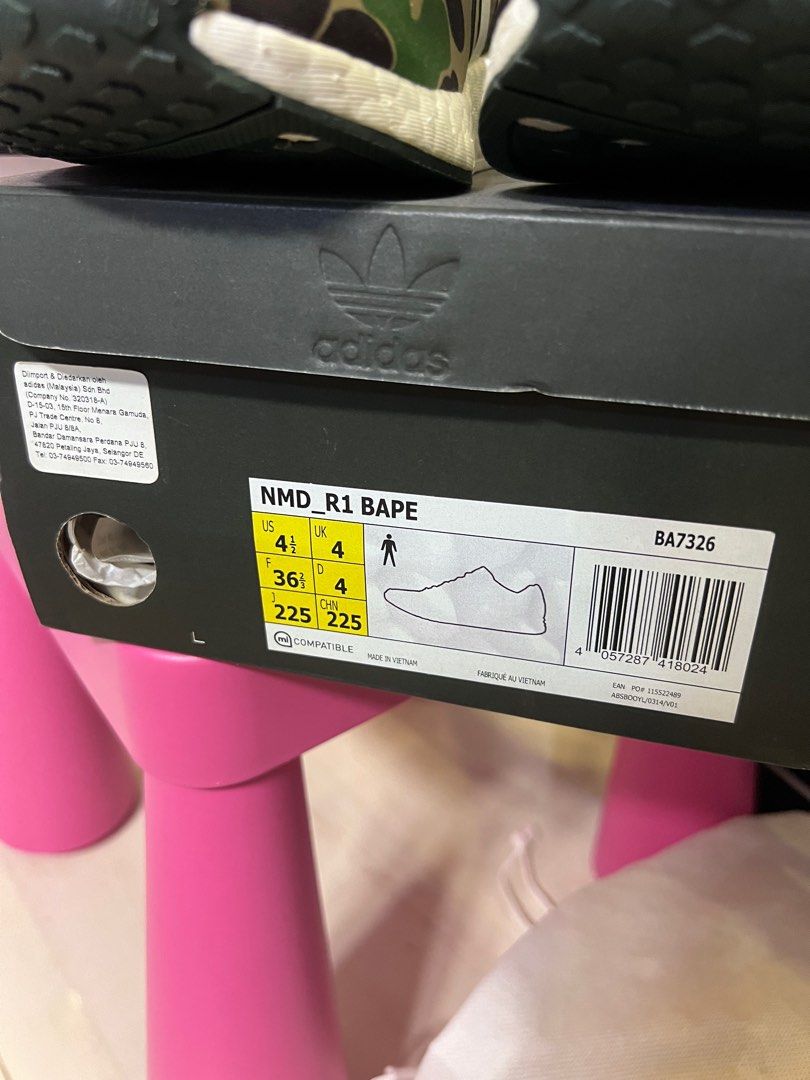 adidas
Diimport & Diedarkan oleh
adidas (Malaysia) Sdn Bhd
(Company No. 320318-A)
D-15-03, 15th Floor Menara Gamuda,
PJ Trade Centre, No 8,
Jalan PJU 8/8A,
Bandar Damansara Perdana PJU 8,
47820 Petaling Jaya, Selangor DE
Tel: 03-74949500 Fax: 03-74949560
NMD_R1 BAPE
BA7326
US 4½ UK 4
F 36⅔ D 4
J 225 CHN 225
mi COMPATIBLE
MADE IN VIETNAM
FABRIQUÉ AU VIETNAM
4 057287 418024
EAN PO# 115522489
ABSBOOYL/0314/V01
L